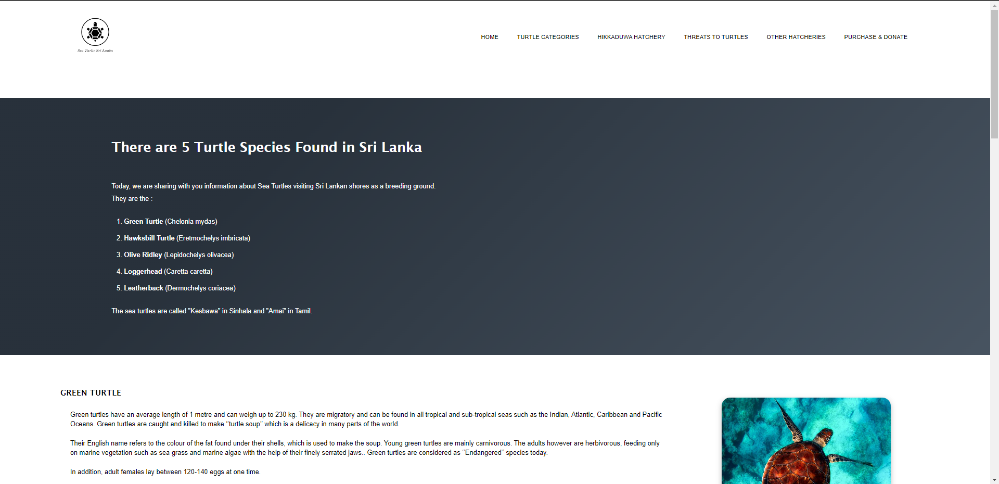 Sea Turtle Sri Lanka
HOME TURTLE CATEGORIES HIKKADUWA HATCHERY THREATS TO TURTLES OTHER HATCHERIES PURCHASE & DONATE
There are 5 Turtle Species Found in Sri Lanka
Today, we are sharing with you information about Sea Turtles visiting Sri Lankan shores as a breeding ground.
They are the :
1. Green Turtle (Chelonia mydas)
2. Hawksbill Turtle (Eretmochelys imbricata)
3. Olive Ridley (Lepidochelys olivacea)
4. Loggerhead (Caretta caretta)
5. Leatherback (Dermochelys coriacea)
The sea turtles are called "Kesbawa" in Sinhala and "Amai" in Tamil.
GREEN TURTLE
Green turtles have an average length of 1 metre and can weigh up to 230 kg. They are migratory and can be found in all tropical and sub-tropical seas such as the Indian, Atlantic, Caribbean and Pacific
Oceans. Green turtles are caught and killed to make "turtle soup" which is a delicacy in many parts of the world.
Their English name refers to the colour of the fat found under their shells, which is used to make the soup. Young green turtles are mainly carnivorous. The adults however are herbivorous, feeding only
on marine vegetation such as sea grass and marine algae with the help of their finely serrated jaws.. Green turtles are considered as "Endangered" species today.
In addition, adult females lay between 120-140 eggs at one time.